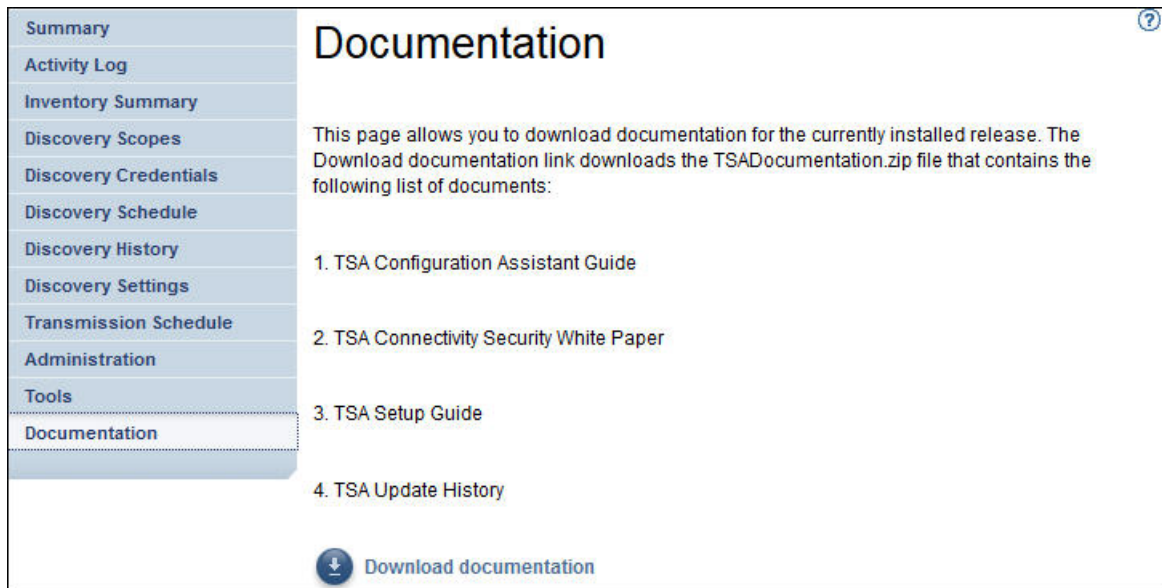 Summary
Activity Log
Inventory Summary
Discovery Scopes
Discovery Credentials
Discovery Schedule
Discovery History
Discovery Settings
Transmission Schedule
Administration
Tools
Documentation
?
Documentation
This page allows you to download documentation for the currently installed release. The
Download documentation link downloads the TSADocumentation.zip file that contains the
following list of documents:
1. TSA Configuration Assistant Guide
2. TSA Connectivity Security White Paper
3. TSA Setup Guide
4. TSA Update History
Download documentation